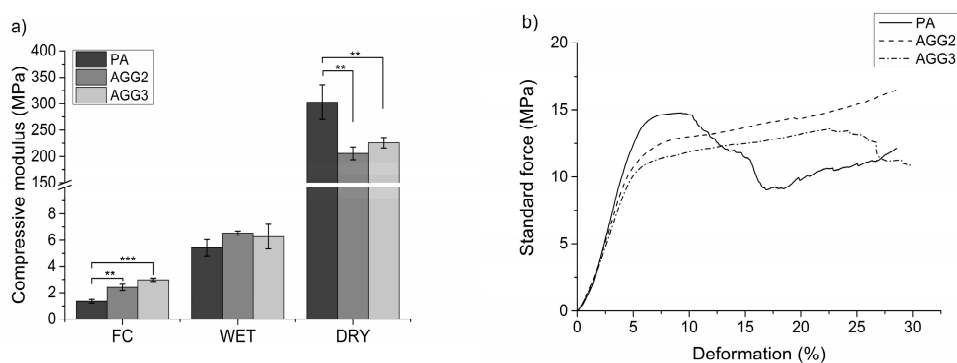 a)
PA
AGG2
AGG3
Compressive modulus (MPa)
400
350
300
250
200
150
8
6
4
2
0
**
***
**
**
FC
WET
DRY
b)
PA
AGG2
AGG3
Standard force (MPa)
20
15
10
5
0
0
5
10
15
20
25
30
Deformation (%)